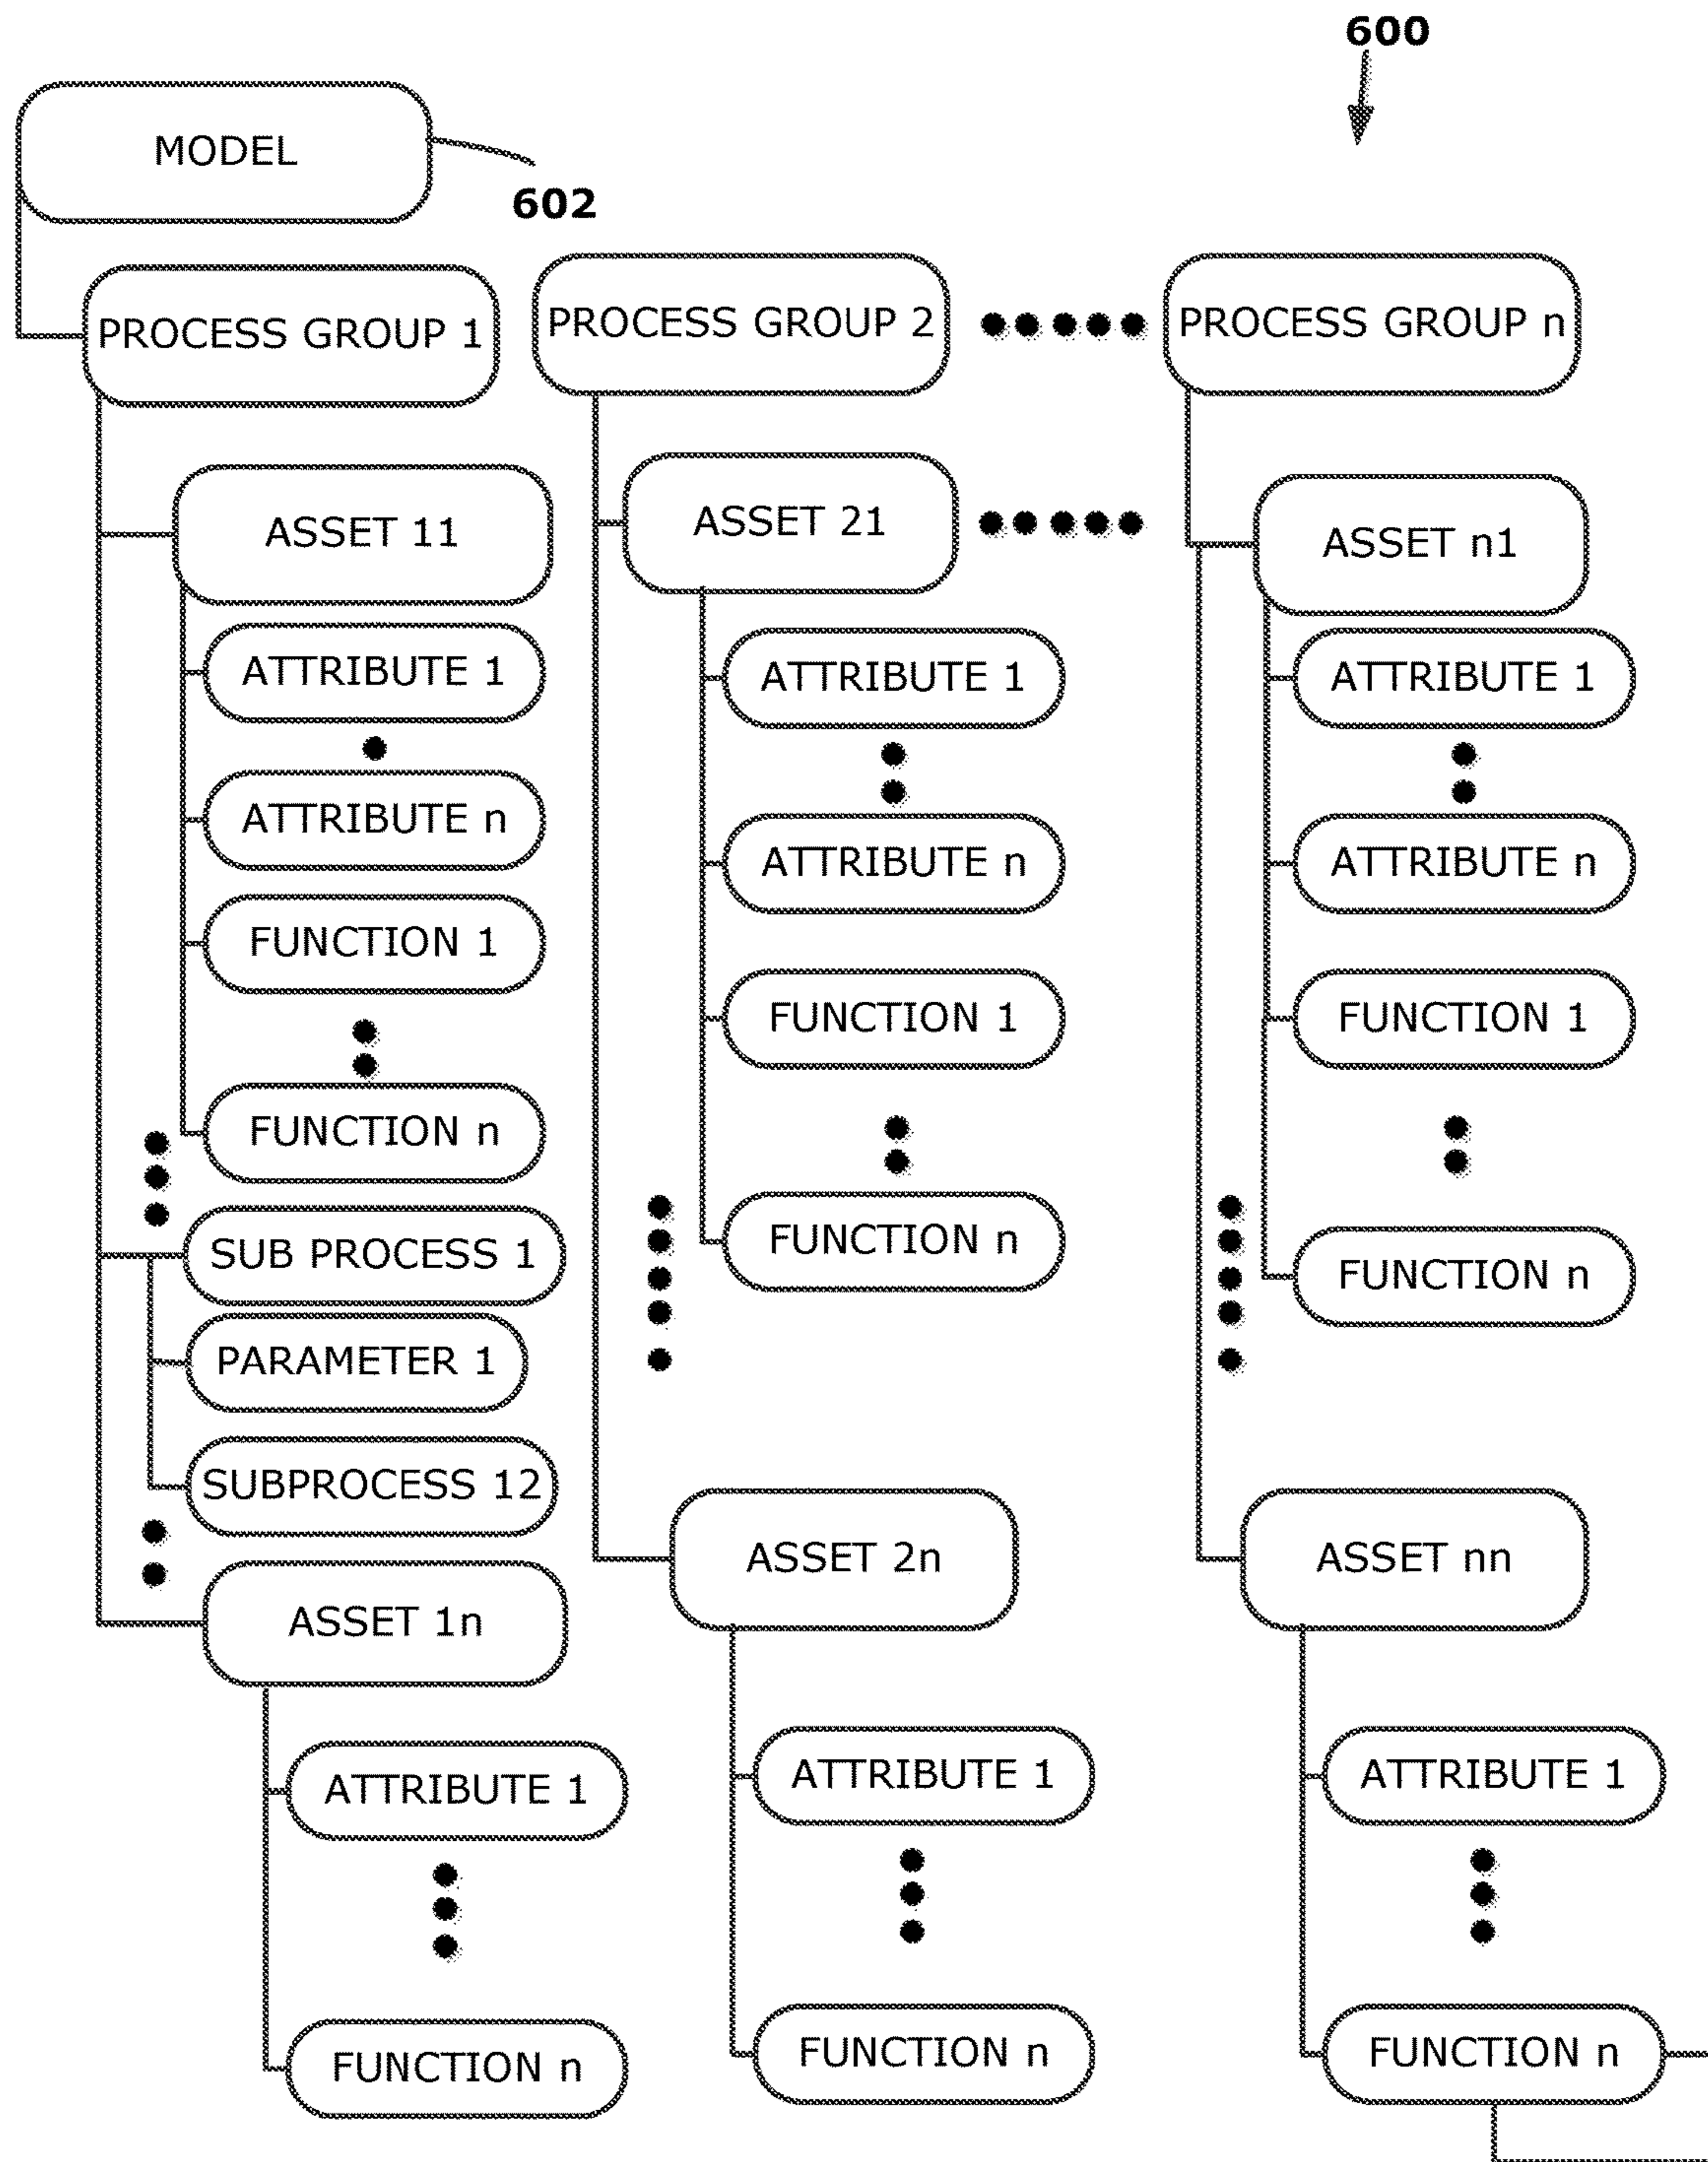 600
MODEL
602
PROCESS GROUP 1
PROCESS GROUP 2
PROCESS GROUP n
ASSET 11
ASSET 21
ASSET n1
ATTRIBUTE 1
ATTRIBUTE 1
ATTRIBUTE 1
ATTRIBUTE n
ATTRIBUTE n
ATTRIBUTE n
FUNCTION 1
FUNCTION 1
FUNCTION 1
FUNCTION n
FUNCTION n
FUNCTION n
SUB PROCESS 1
PARAMETER 1
SUBPROCESS 12
ASSET 1n
ASSET 2n
ASSET nn
ATTRIBUTE 1
ATTRIBUTE 1
ATTRIBUTE 1
FUNCTION n
FUNCTION n
FUNCTION n